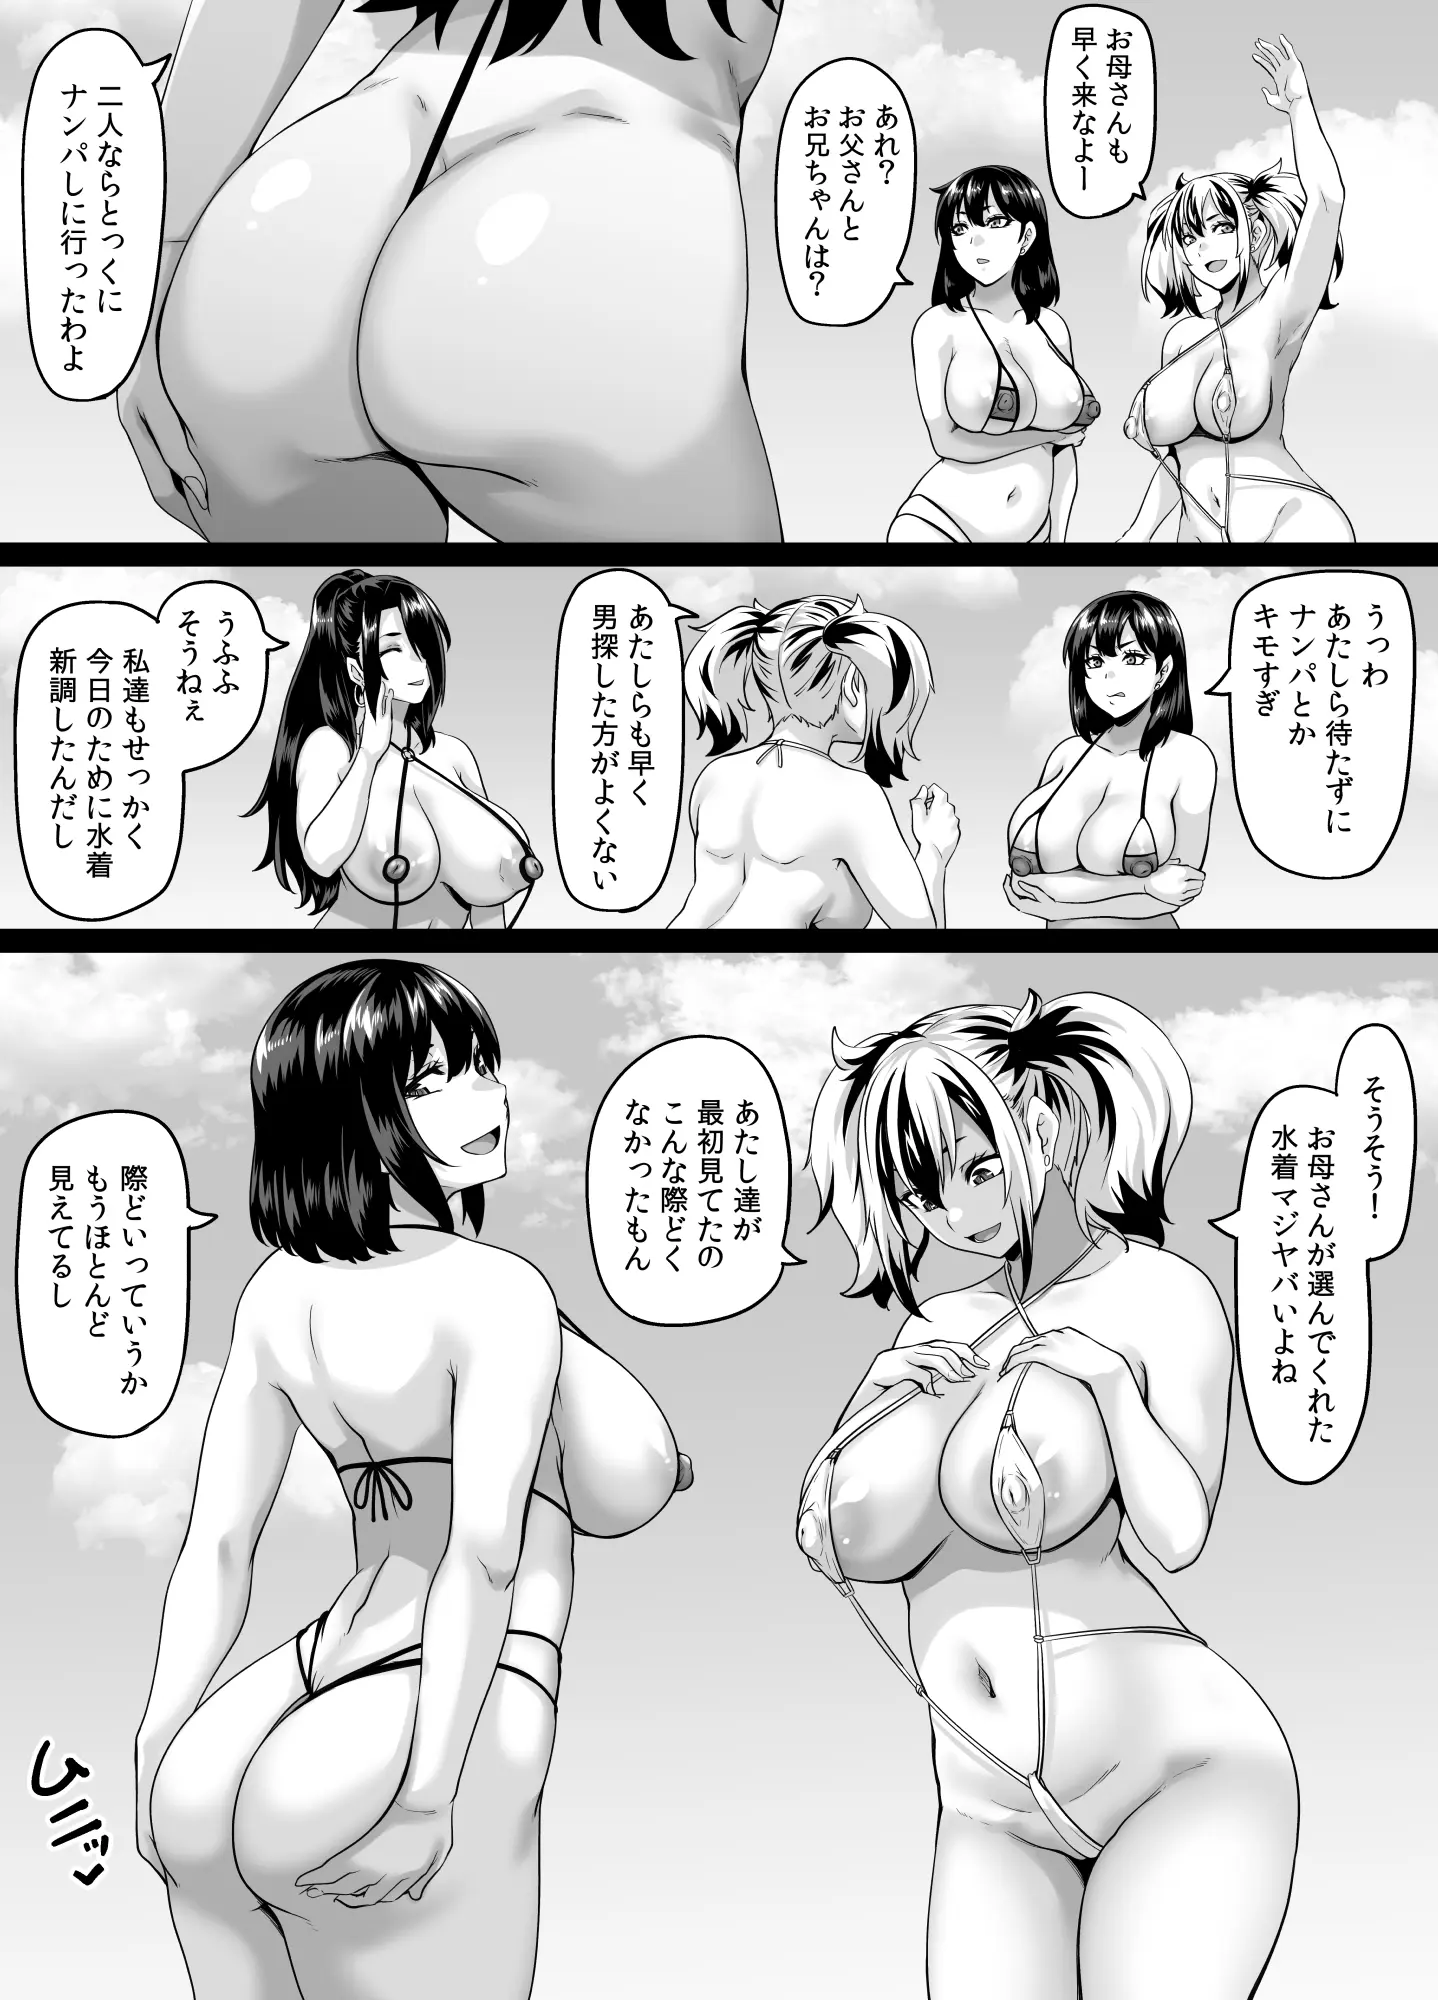 お母さんも
早く来なよー
あれ？
お父さんと
お兄ちゃんは？
二人ならとっくに
ナンパしに行ったわよ
うっわ
あたしら待たずに
ナンパとか
キモすぎ
あたしらも早く
男探した方がよくない
うふふ
そうねぇ
私達もせっかく
今日のために水着
新調したんだし
そうそう！
お母さんが選んでくれた
水着マジヤバいよね
あたし達が
最初見てたの
こんな際どく
なかったもん
際どいっていうか
もうほとんど
見えてるし